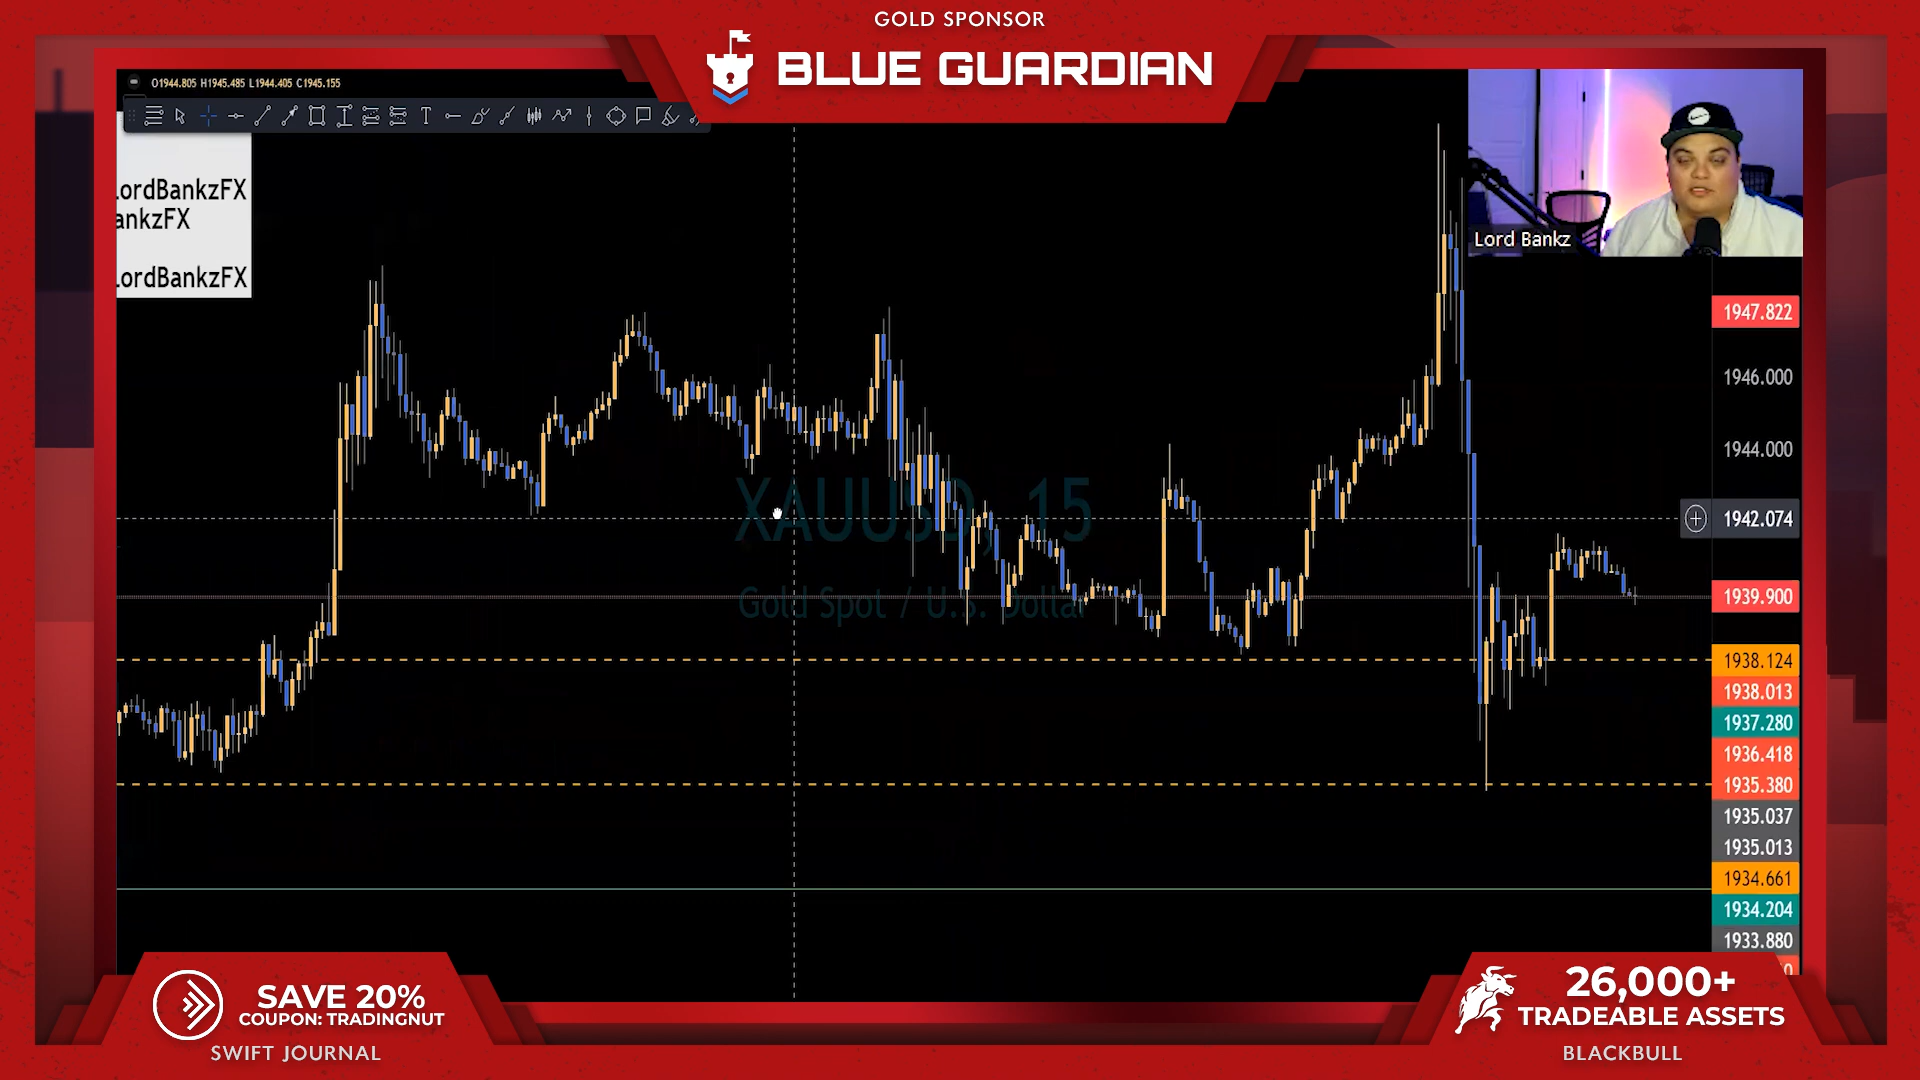 GOLD SPONSOR
BLUE GUARDIAN
O1944.805 H1945.485 L1944.405 C1945.155
LordBankzFX
ankzFX
LordBankzFX
Lord Bankz
XAUUSD, 15
Gold Spot / U.S. Dollar
1947.822
1946.000
1944.000
1942.074
1939.900
1938.124
1938.013
1937.280
1936.418
1935.380
1935.037
1935.013
1934.661
1934.204
1933.880
SAVE 20%
COUPON: TRADINGNUT
SWIFT JOURNAL
26,000+
TRADEABLE ASSETS
BLACKBULL